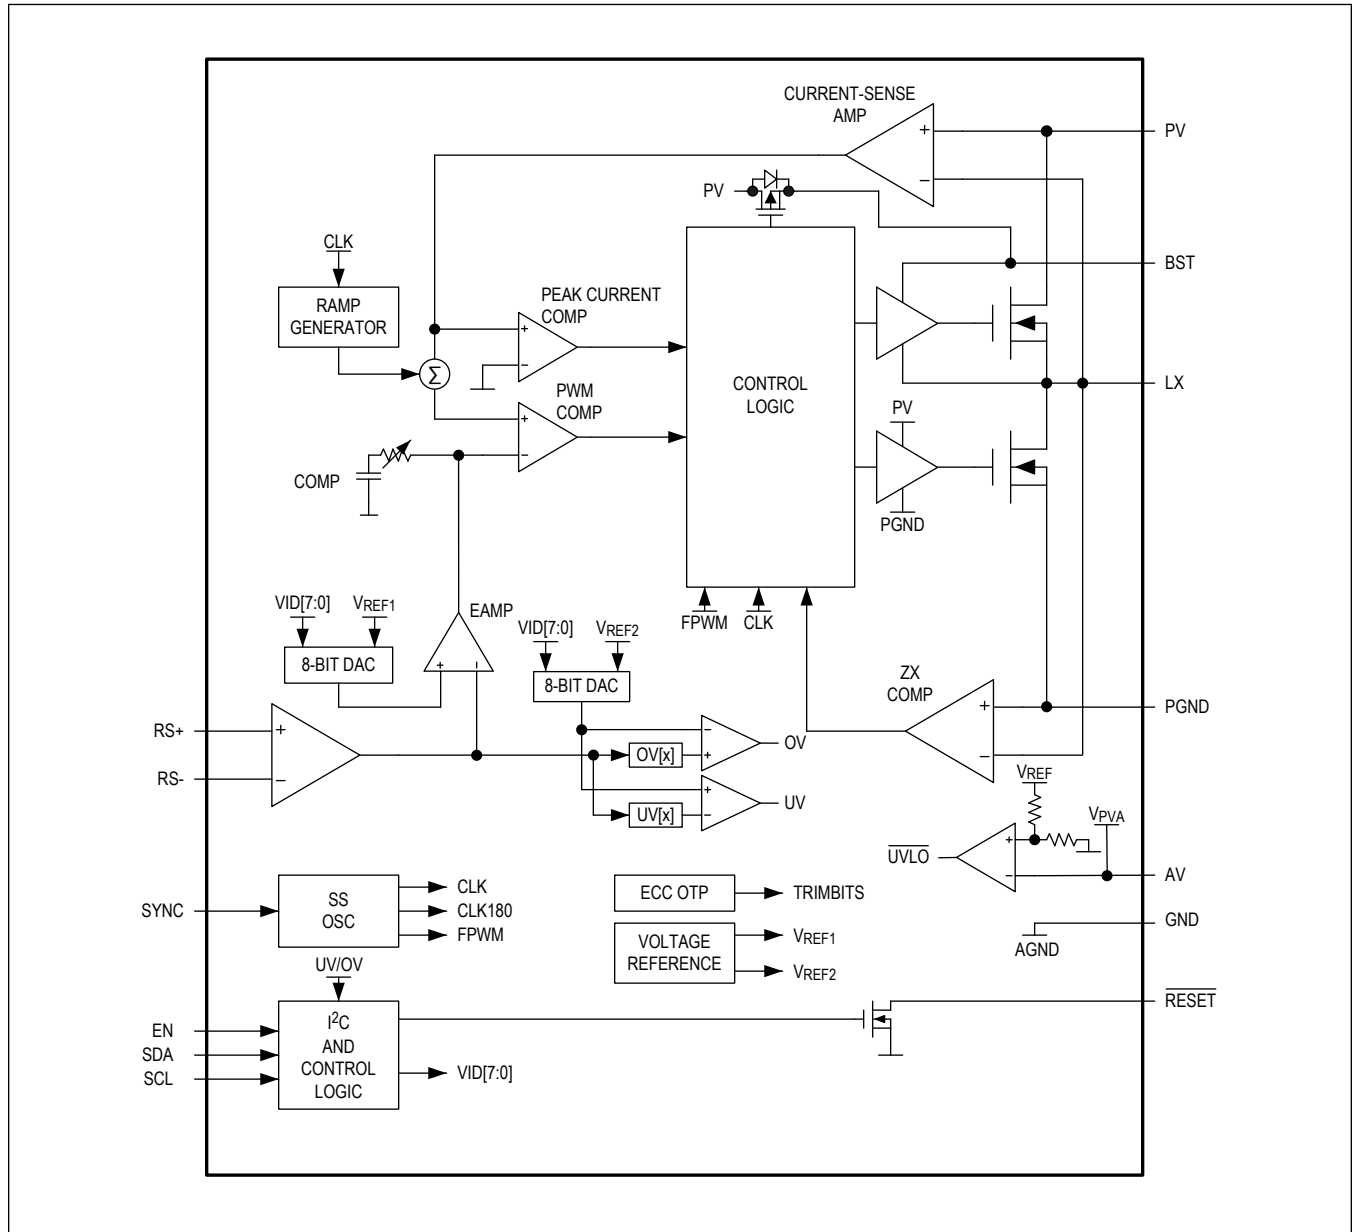 CURRENT-SENSE
AMP
+
−
PV
PV
CLK
BST
RAMP
GENERATOR
PEAK CURRENT
COMP
+
−
Σ
CONTROL
LOGIC
LX
PWM
COMP
+
−
PV
COMP
PGND
VID[7:0]
VREF1
EAMP
+
−
8-BIT DAC
FPWM
CLK
VID[7:0]
VREF2
8-BIT DAC
ZX
COMP
+
−
PGND
RS+
+
RS-
−
OV[x]
−
+
OV
UV[x]
+
−
UV
VREF
VPVA
UVLO
+
−
AV
SYNC
SS
OSC
CLK
CLK180
FPWM
ECC OTP
TRIMBITS
VOLTAGE
REFERENCE
VREF1
VREF2
GND
AGND
UV/OV
RESET
EN
SDA
SCL
I2C
AND
CONTROL
LOGIC
VID[7:0]